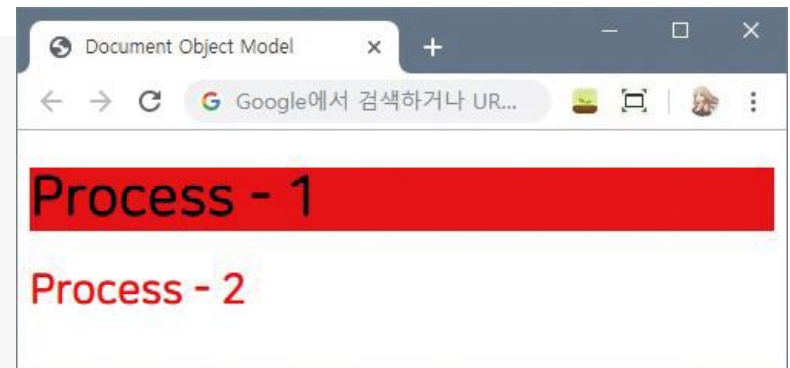 Document Object Model
Google에서 검색하거나 UR...
Process - 1
Process - 2